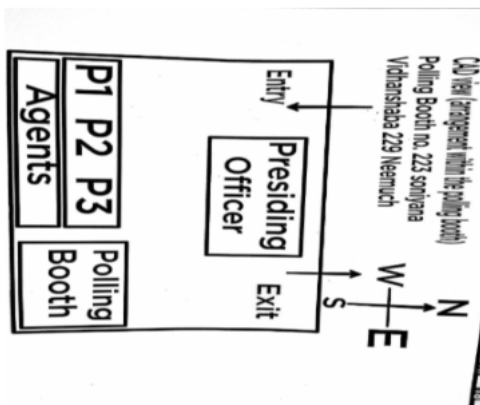 CAD view (arrangement within the polling booth)
Polling Booth no. 223 soniyana
Vidhanshaba 229 Neemuch
N
W
E
S
Entry
Exit
Presiding
Officer
P1 P2 P3
Agents
Polling
Booth